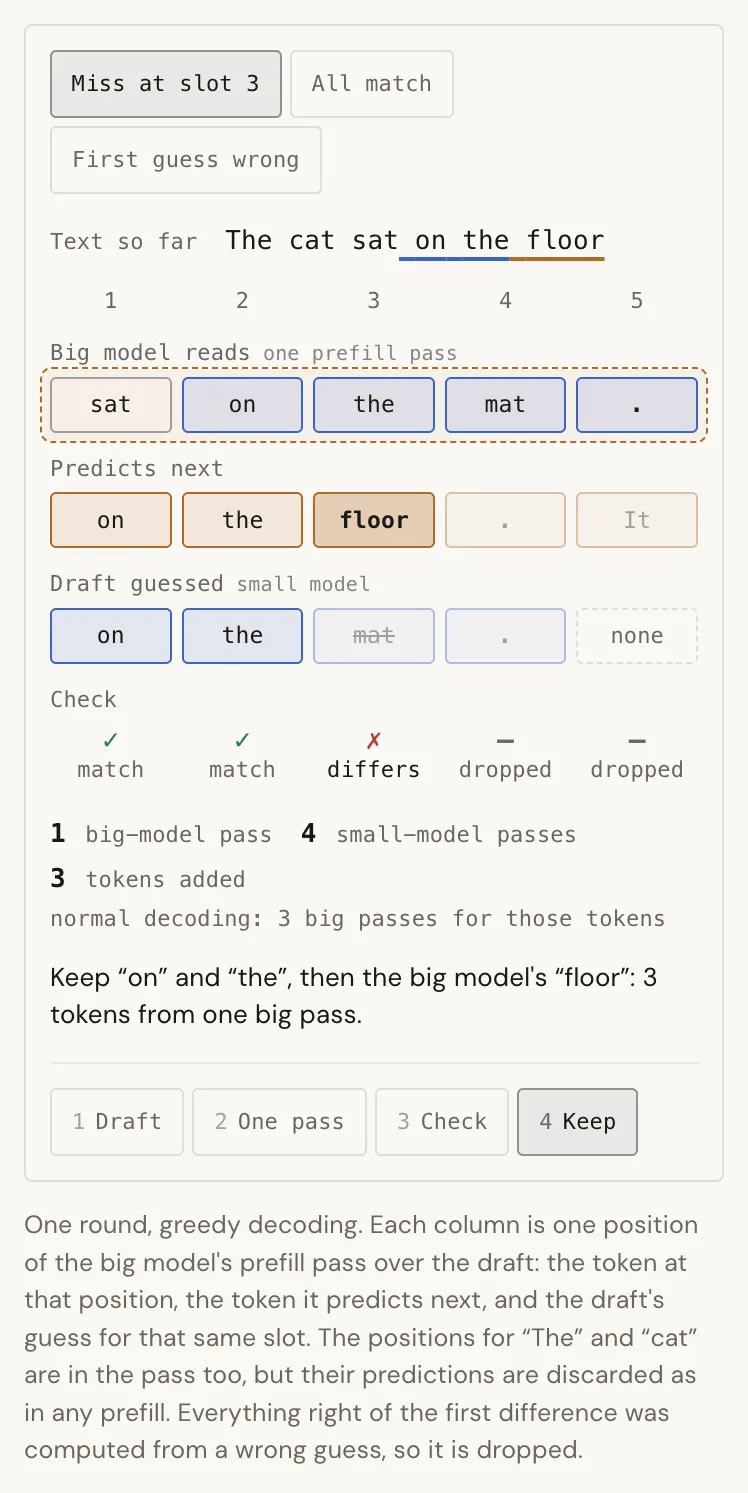 Miss at slot 3 All match
First guess wrong
Text so far The cat sat on the floor
1 2 3 4 5
Big model reads one prefill pass
sat on the mat .
Predicts next
on the floor . It
Draft guessed small model
on the mat . none
Check
✓ ✓ ✗ — —
match match differs dropped dropped
1 big-model pass 4 small-model passes
3 tokens added
normal decoding: 3 big passes for those tokens
Keep “on” and “the”, then the big model's “floor”: 3
tokens from one big pass.
1 Draft 2 One pass 3 Check 4 Keep
One round, greedy decoding. Each column is one position
of the big model's prefill pass over the draft: the token at
that position, the token it predicts next, and the draft's
guess for that same slot. The positions for “The” and “cat”
are in the pass too, but their predictions are discarded as
in any prefill. Everything right of the first difference was
computed from a wrong guess, so it is dropped.